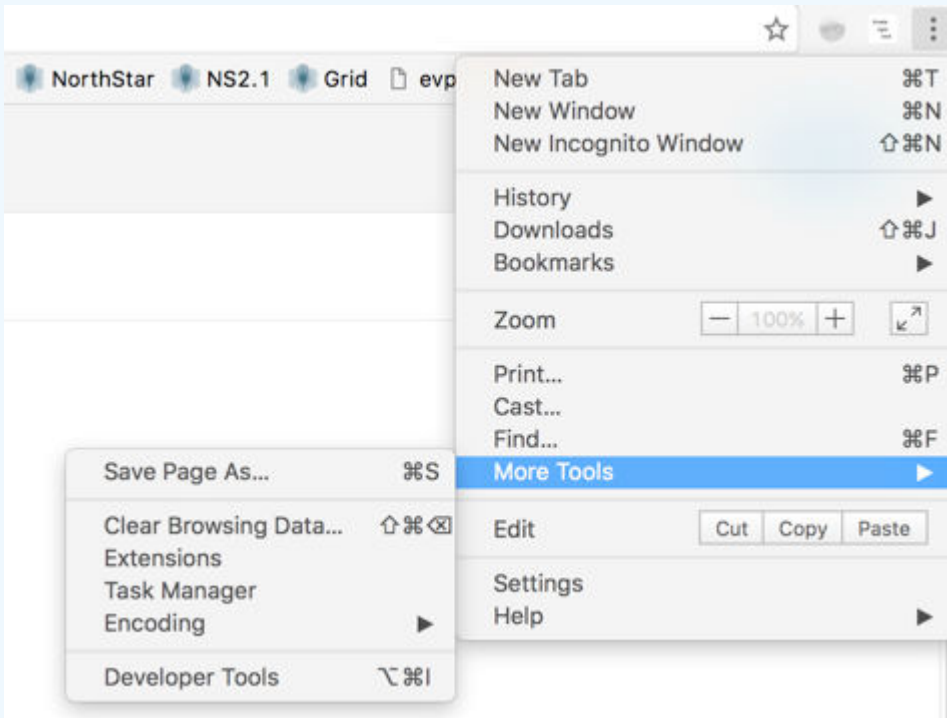 NorthStar NS2.1 Grid evp
New Tab ⌘T
New Window ⌘N
New Incognito Window ⇧⌘N
History ▶
Downloads ⇧⌘J
Bookmarks ▶
Zoom — 100% +
Print... ⌘P
Cast...
Find... ⌘F
More Tools ▶
Edit Cut Copy Paste
Settings
Help ▶
Save Page As... ⌘S
Clear Browsing Data... ⇧⌘⌫
Extensions
Task Manager
Encoding ▶
Developer Tools ⌥⌘I